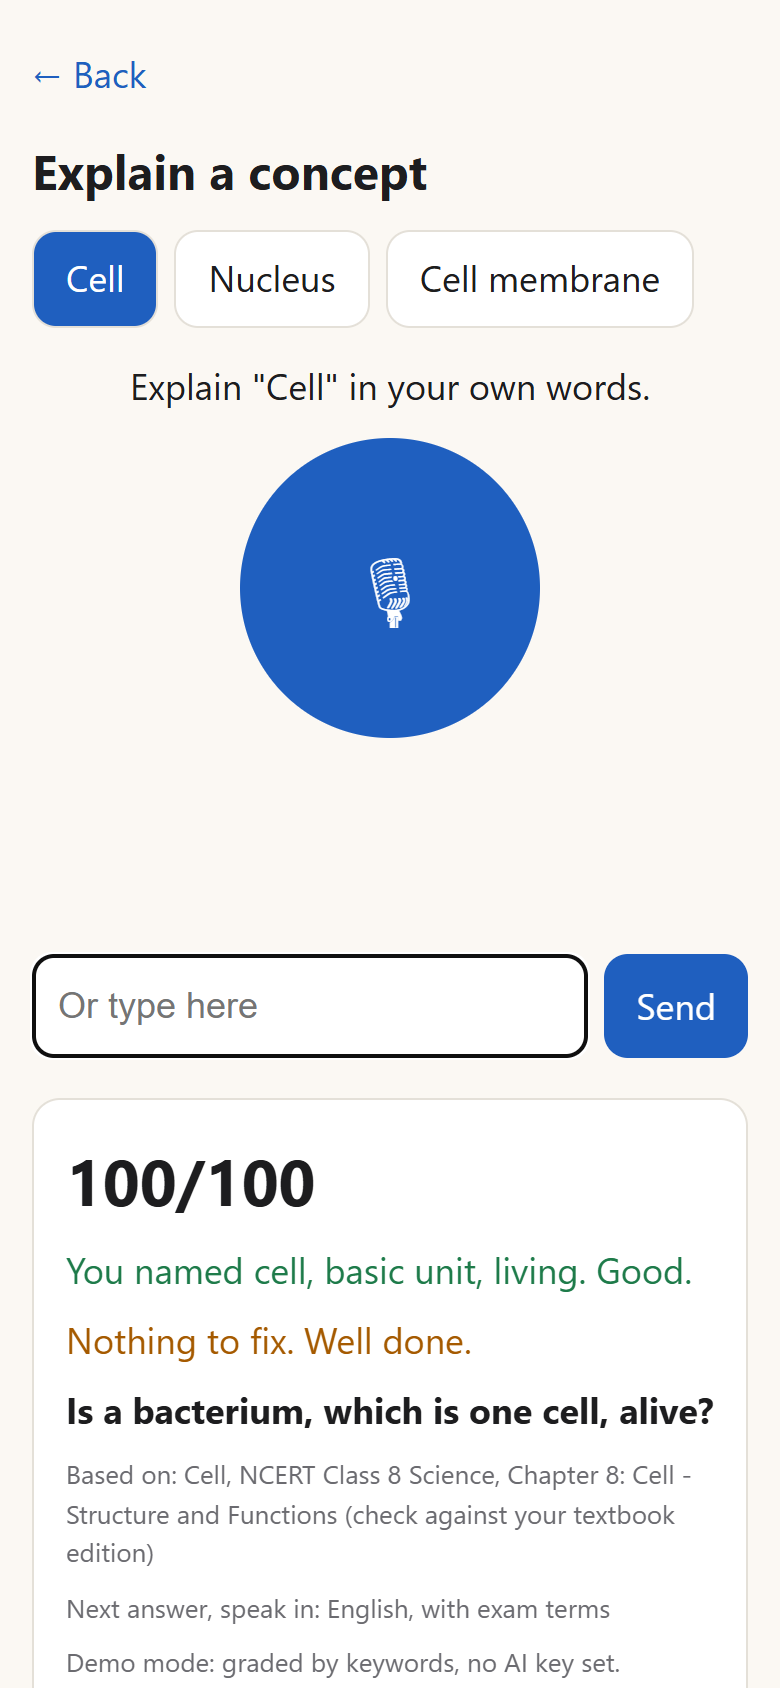 ← Back
Explain a concept
Cell
Nucleus
Cell membrane
Explain "Cell" in your own words.
Or type here
Send
100/100
You named cell, basic unit, living. Good.
Nothing to fix. Well done.
Is a bacterium, which is one cell, alive?
Based on: Cell, NCERT Class 8 Science, Chapter 8: Cell -
Structure and Functions (check against your textbook
edition)
Next answer, speak in: English, with exam terms
Demo mode: graded by keywords, no AI key set.